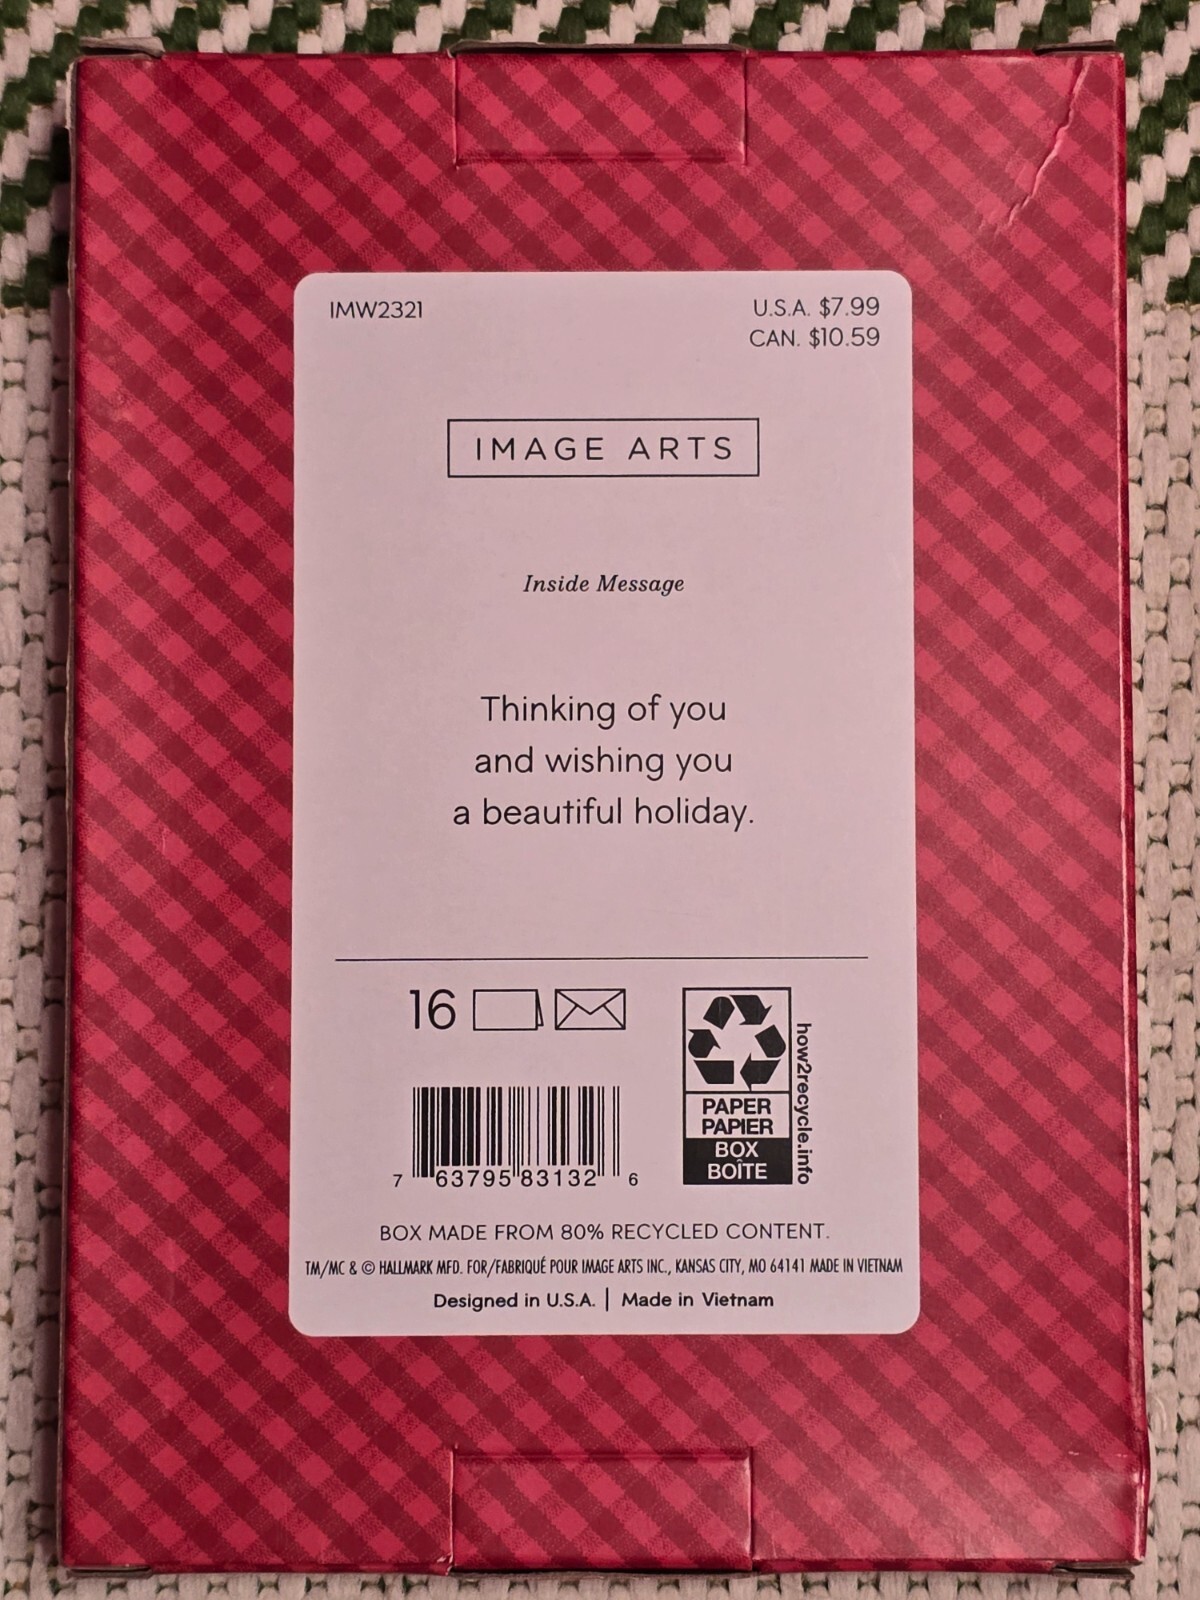 IMW2321
U.S.A. $7.99
CAN. $10.59
IMAGE ARTS
Inside Message
Thinking of you
and wishing you
a beautiful holiday.
16
how2recycle.info
PAPER
PAPIER
BOX
BOÎTE
7 63795 83132 6
BOX MADE FROM 80% RECYCLED CONTENT.
TM/MC & © HALLMARK MFD. FOR/FABRIQUÉ POUR IMAGE ARTS INC., KANSAS CITY, MO 64141 MADE IN VIETNAM
Designed in U.S.A. | Made in Vietnam